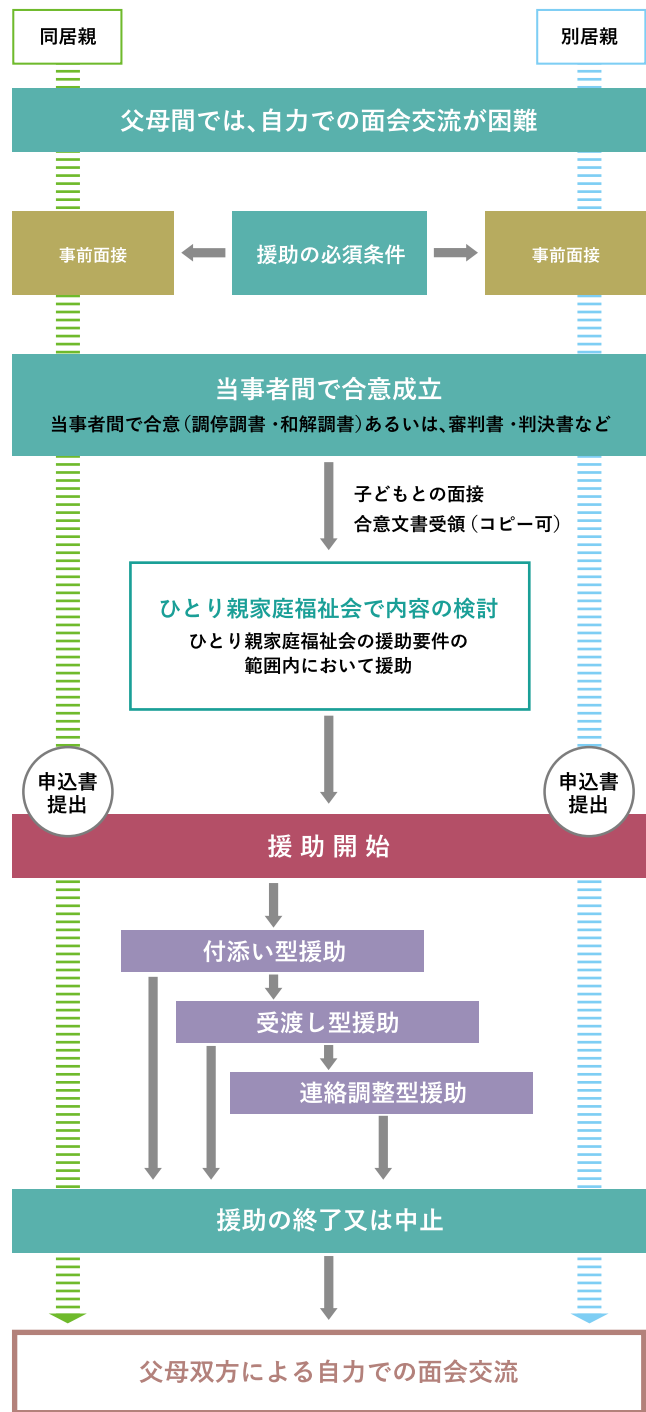 同居親
別居親
父母間では、自力での面会交流が困難
事前面接
援助の必須条件
事前面接
当事者間で合意成立
当事者間で合意（調停調書・和解調書）あるいは、審判書・判決書など
子どもとの面接
合意文書受領（コピー可）
ひとり親家庭福祉会で内容の検討
ひとり親家庭福祉会の援助要件の
範囲内において援助
申込書
提出
申込書
提出
援助開始
付添い型援助
受渡し型援助
連絡調整型援助
援助の終了又は中止
父母双方による自力での面会交流